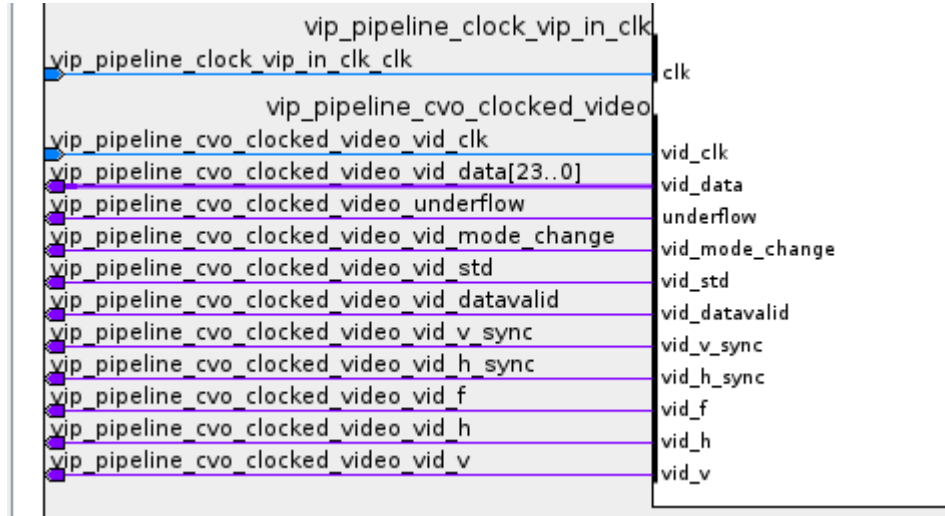 vip_pipeline_clock_vip_in_clk
vip_pipeline_clock_vip_in_clk_clk
clk
vip_pipeline_cvo_clocked_video
vip_pipeline_cvo_clocked_video_vid_clk
vid_clk
vip_pipeline_cvo_clocked_video_vid_data[23..0]
vid_data
vip_pipeline_cvo_clocked_video_underflow
underflow
vip_pipeline_cvo_clocked_video_vid_mode_change
vid_mode_change
vip_pipeline_cvo_clocked_video_vid_std
vid_std
vip_pipeline_cvo_clocked_video_vid_datavalid
vid_datavalid
vip_pipeline_cvo_clocked_video_vid_v_sync
vid_v_sync
vip_pipeline_cvo_clocked_video_vid_h_sync
vid_h_sync
vip_pipeline_cvo_clocked_video_vid_f
vid_f
vip_pipeline_cvo_clocked_video_vid_h
vid_h
vip_pipeline_cvo_clocked_video_vid_v
vid_v